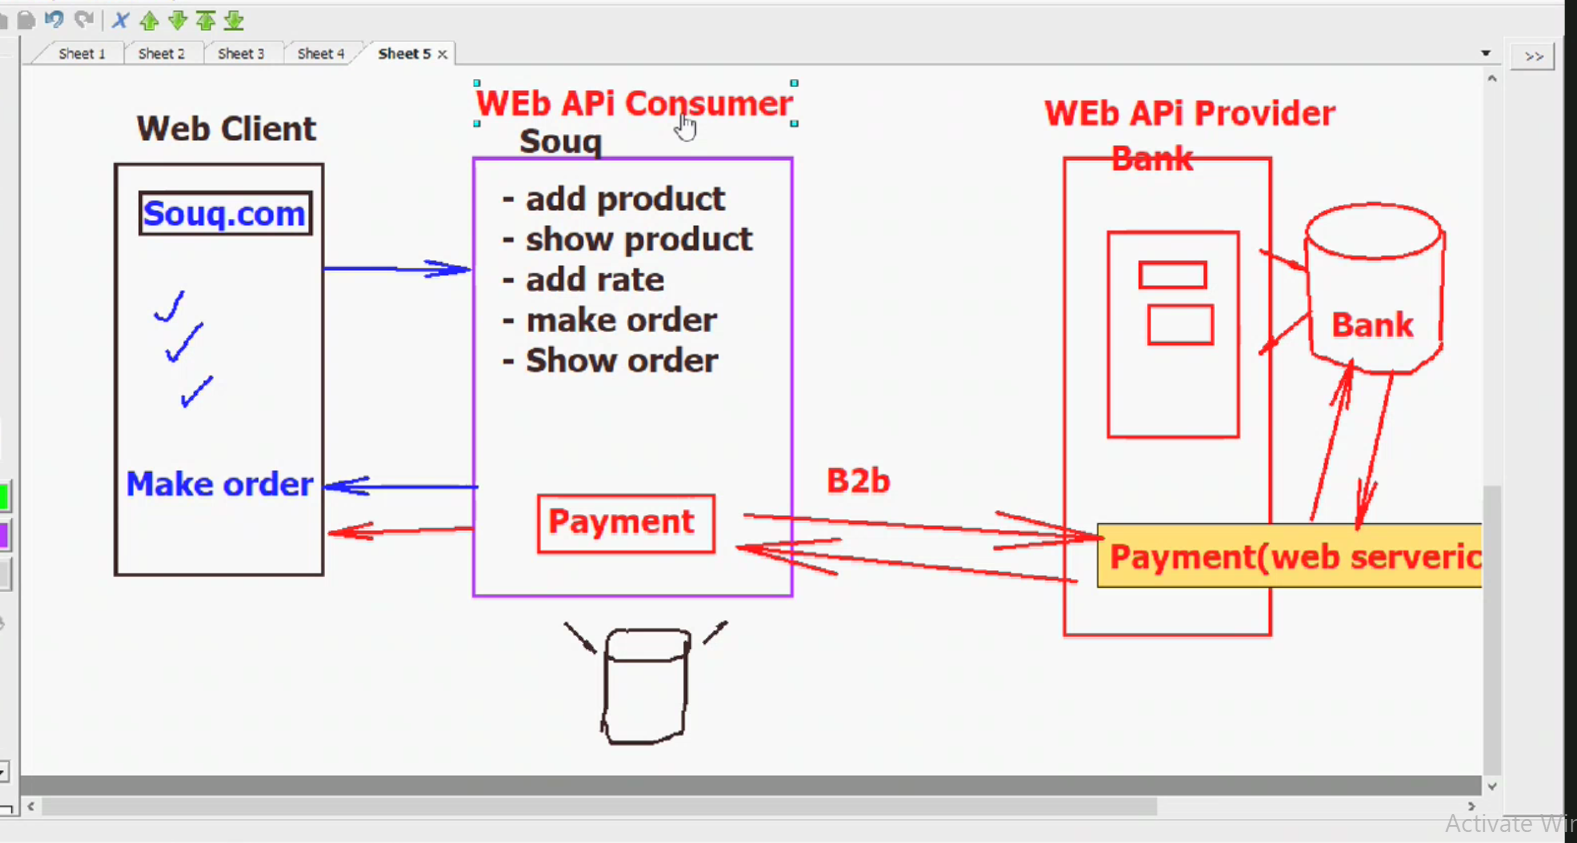 Sheet 1
Sheet 2
Sheet 3
Sheet 4
Sheet 5
>>
Web Client
WEb APi Consumer
Souq
WEb APi Provider
Bank
Souq.com
- add product
- show product
- add rate
- make order
- Show order
Bank
Make order
Payment
B2b
Payment(web serveric
Activate Win